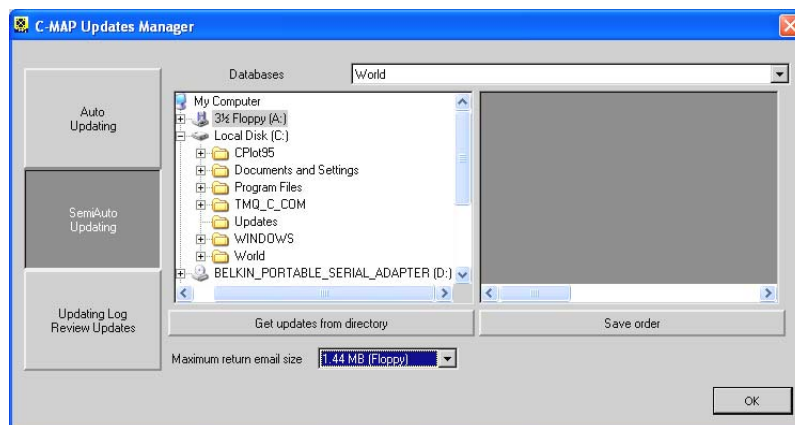 C-MAP Updates Manager
Databases
World
Auto
Updating
SemiAuto
Updating
Updating Log
Review Updates
My Computer
3½ Floppy (A:)
Local Disk (C:)
CPlot95
Documents and Settings
Program Files
TMQ_C_COM
Updates
WINDOWS
World
BELKIN_PORTABLE_SERIAL_ADAPTER (D:)
Get updates from directory
Save order
Maximum return email size
1.44 MB (Floppy)
OK